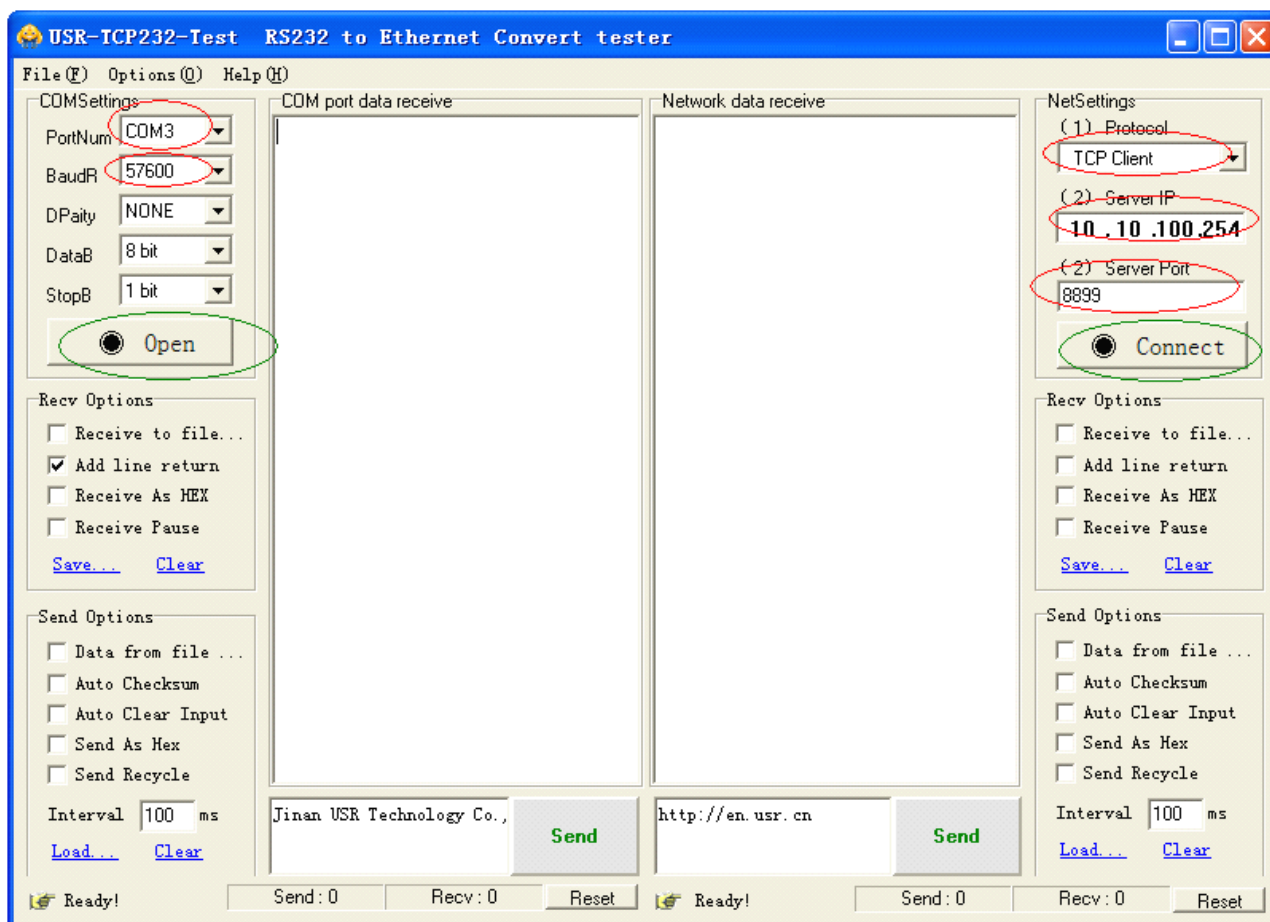 USR-TCP232-Test RS232 to Ethernet Convert tester
File(F) Options(O) Help(H)
COMSettings
PortNum COM3
BaudR 57600
DPaity NONE
DataB 8 bit
StopB 1 bit
Open
Recv Options
Receive to file...
Add line return
Receive As HEX
Receive Pause
Save... Clear
Send Options
Data from file ...
Auto Checksum
Auto Clear Input
Send As Hex
Send Recycle
Interval 100 ms
Load... Clear
COM port data receive
Jinan USR Technology Co.,
Send
Network data receive
http://en.usr.cn
Send
NetSettings
(1) Protocol
TCP Client
(2) Server IP
10 . 10 .100.254
(2) Server Port
8899
Connect
Recv Options
Receive to file...
Add line return
Receive As HEX
Receive Pause
Save... Clear
Send Options
Data from file ...
Auto Checksum
Auto Clear Input
Send As Hex
Send Recycle
Interval 100 ms
Load... Clear
Ready! Send : 0 Recv : 0 Reset
Ready! Send : 0 Recv : 0 Reset